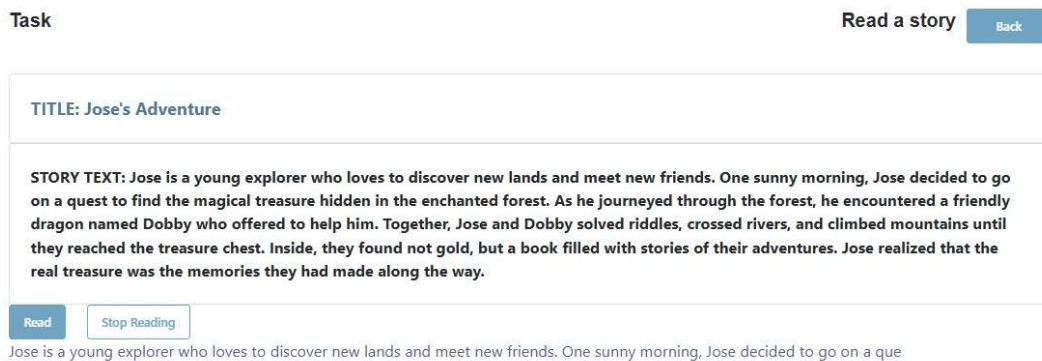 Task
Read a story
Back
TITLE: Jose's Adventure
STORY TEXT: Jose is a young explorer who loves to discover new lands and meet new friends. One sunny morning, Jose decided to go
on a quest to find the magical treasure hidden in the enchanted forest. As he journeyed through the forest, he encountered a friendly
dragon named Dobby who offered to help him. Together, Jose and Dobby solved riddles, crossed rivers, and climbed mountains until
they reached the treasure chest. Inside, they found not gold, but a book filled with stories of their adventures. Jose realized that the
real treasure was the memories they had made along the way.
Read
Stop Reading
Jose is a young explorer who loves to discover new lands and meet new friends. One sunny morning, Jose decided to go on a que